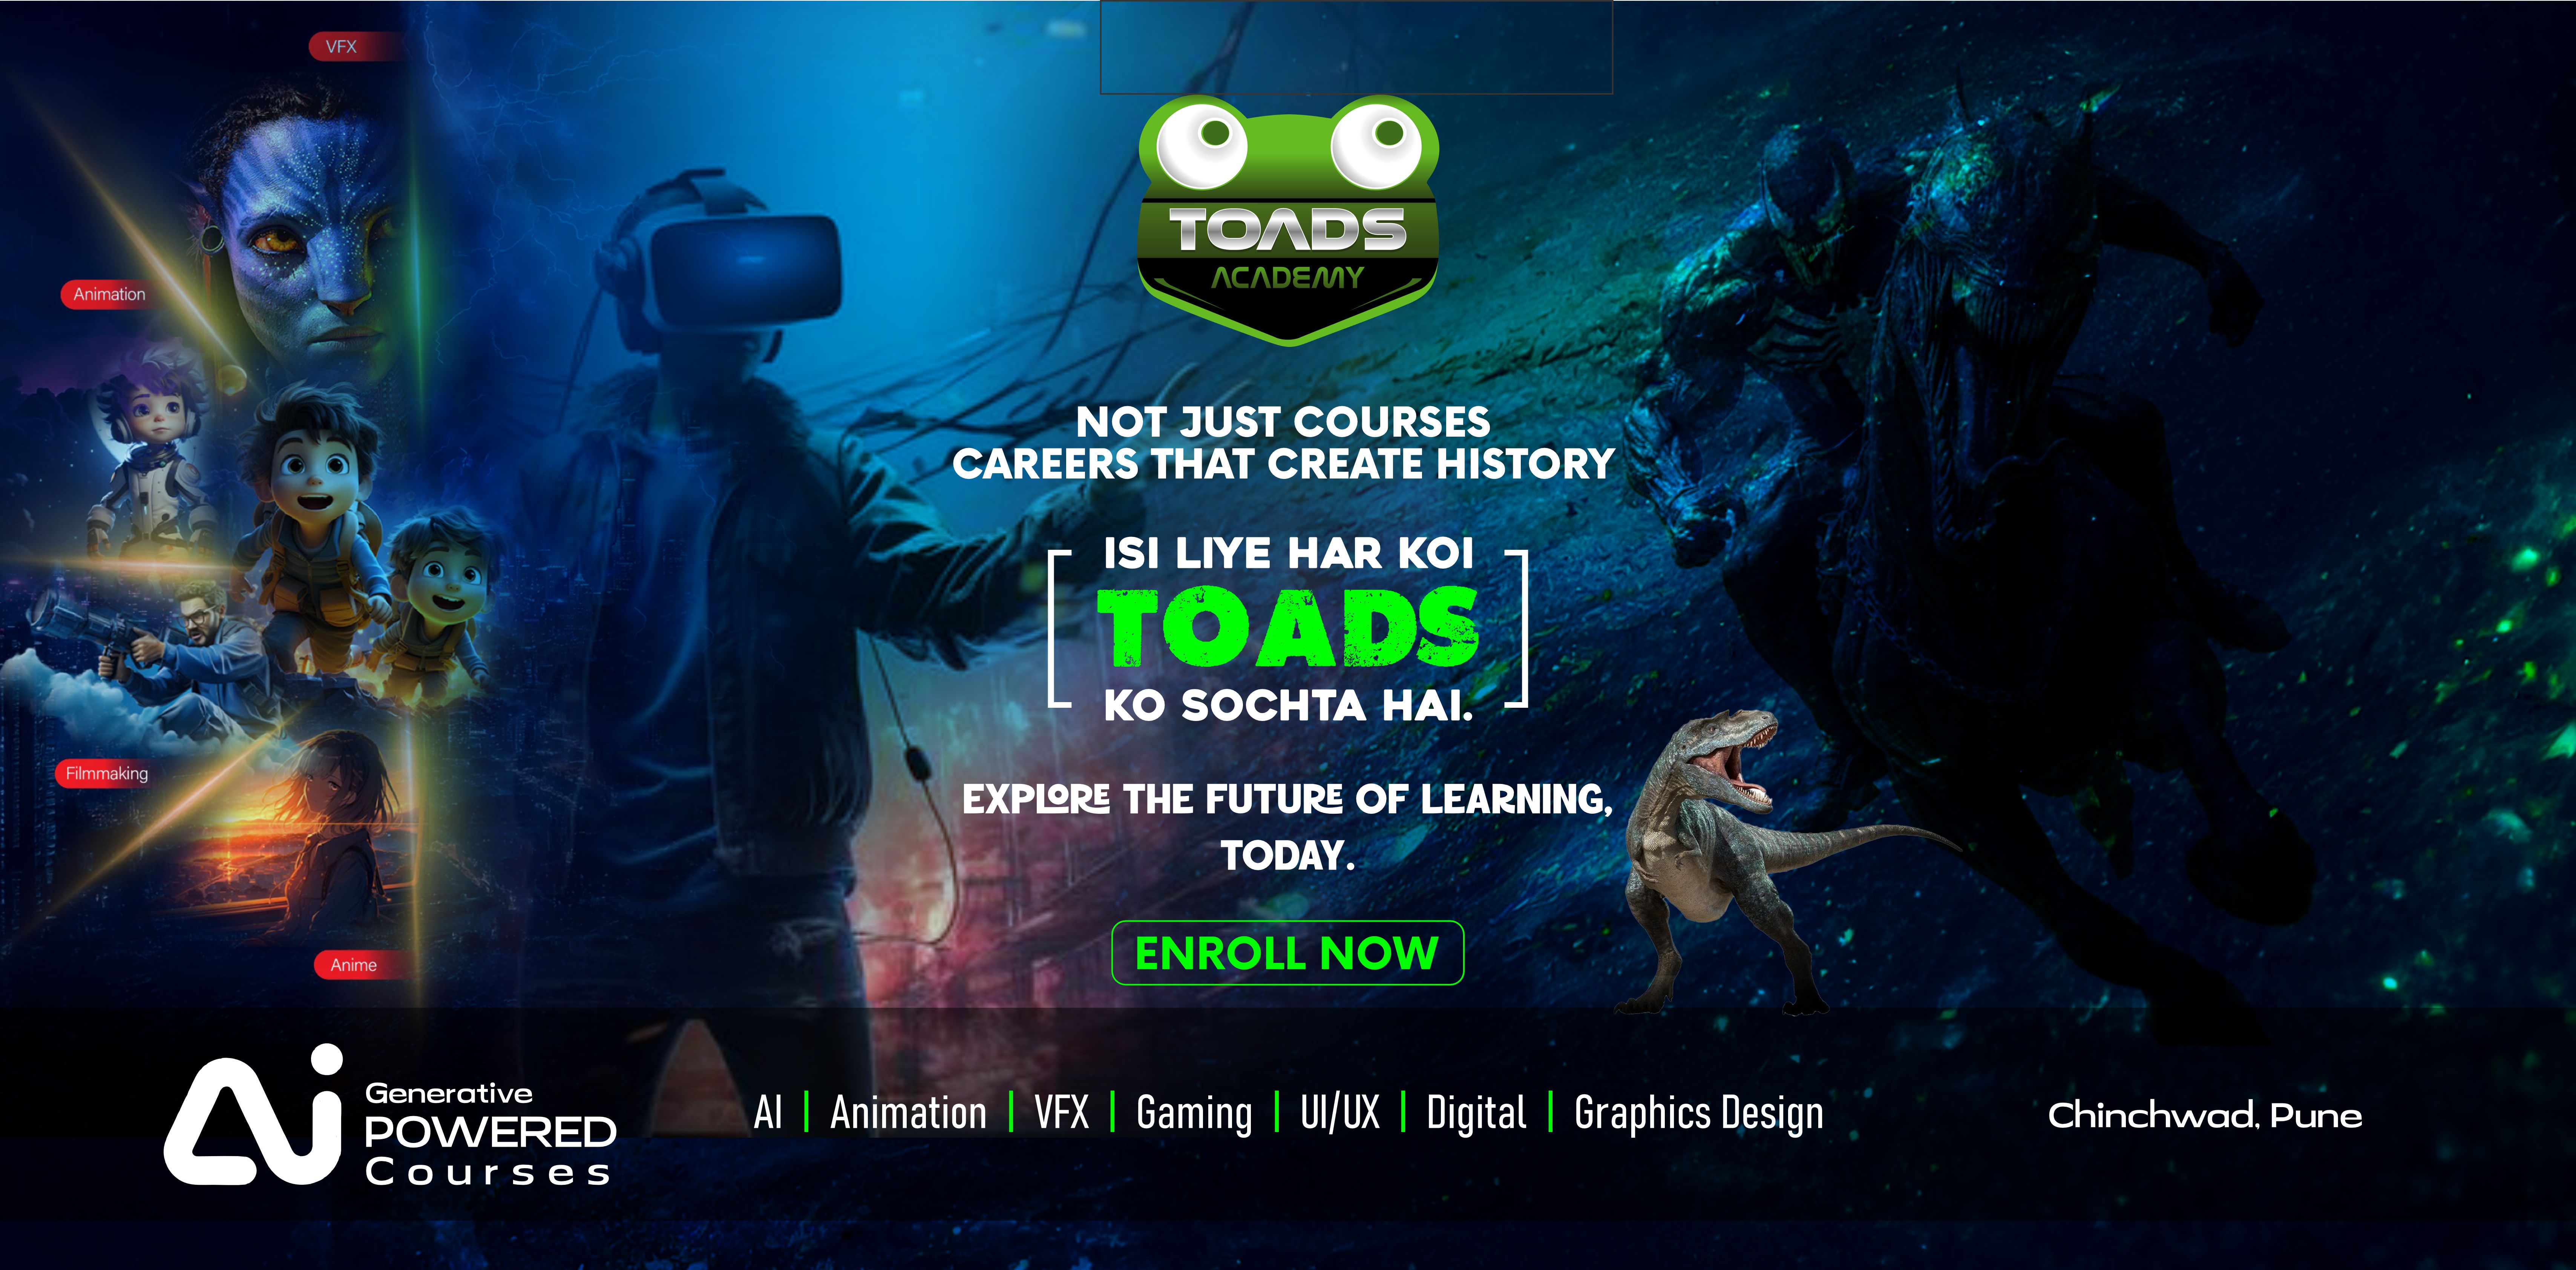 VFX
Animation
Filmmaking
Anime
TOADS
ACADEMY
NOT JUST COURSES
CAREERS THAT CREATE HISTORY
ISI LIYE HAR KOI
TOADS
KO SOCHTA HAI.
EXPLORE THE FUTURE OF LEARNING,
TODAY.
ENROLL NOW
Ai
Generative
POWERED
Courses
AI | Animation | VFX | Gaming | UI/UX | Digital | Graphics Design
Chinchwad, Pune